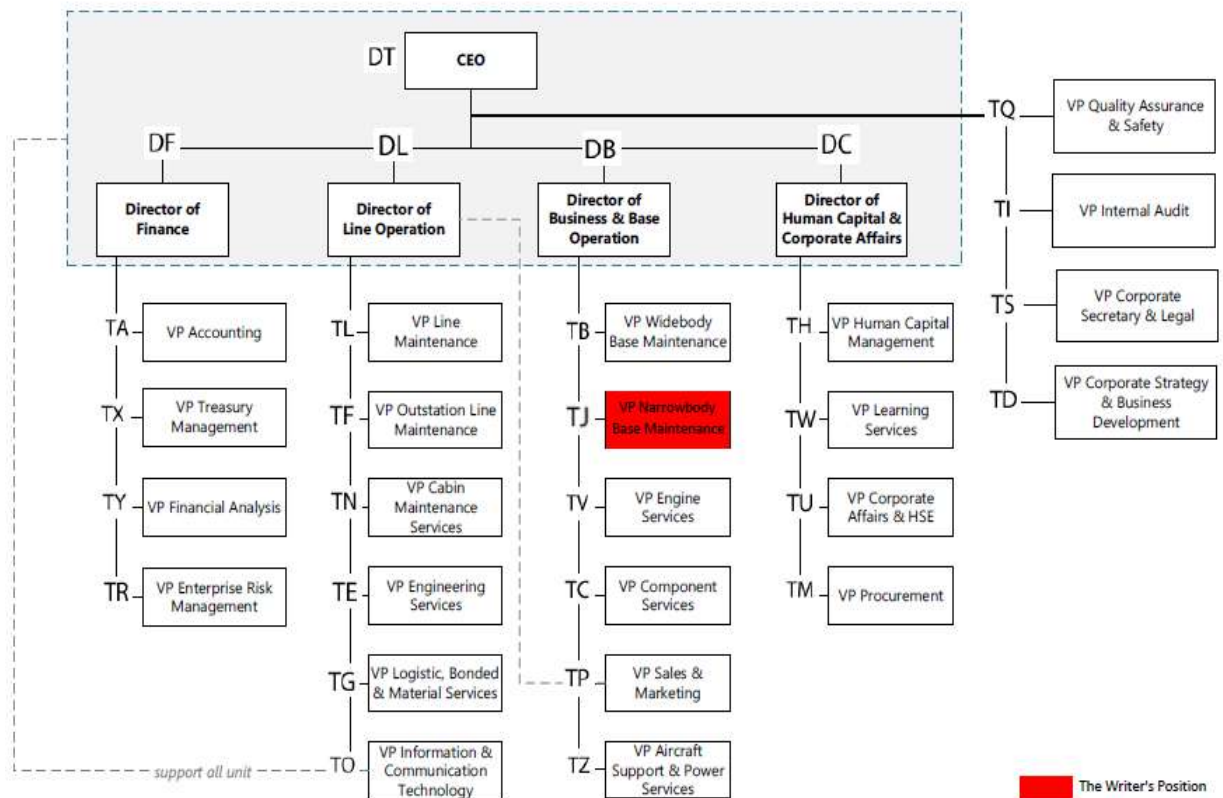 DT
CEO
TQ
VP Quality Assurance
& Safety
DF
DL
DB
DC
Director of
Finance
Director of
Line Operation
Director of
Business & Base
Operation
Director of
Human Capital &
Corporate Affairs
TI
VP Internal Audit
TS
VP Corporate
Secretary & Legal
TD
VP Corporate Strategy
& Business
Development
TA
VP Accounting
TX
VP Treasury
Management
TY
VP Financial Analysis
TR
VP Enterprise Risk
Management
TL
VP Line
Maintenance
TF
VP Outstation Line
Maintenance
TN
VP Cabin
Maintenance
Services
TE
VP Engineering
Services
TG
VP Logistic, Bonded
& Material Services
support all unit
TO
VP Information &
Communication
Technology
TB
VP Widebody
Base Maintenance
TJ
VP Narrowbody
Base Maintenance
TV
VP Engine
Services
TC
VP Component
Services
TP
VP Sales &
Marketing
TZ
VP Aircraft
Support & Power
Services
TH
VP Human Capital
Management
TW
VP Learning
Services
TU
VP Corporate
Affairs & HSE
TM
VP Procurement
The Writer's Position